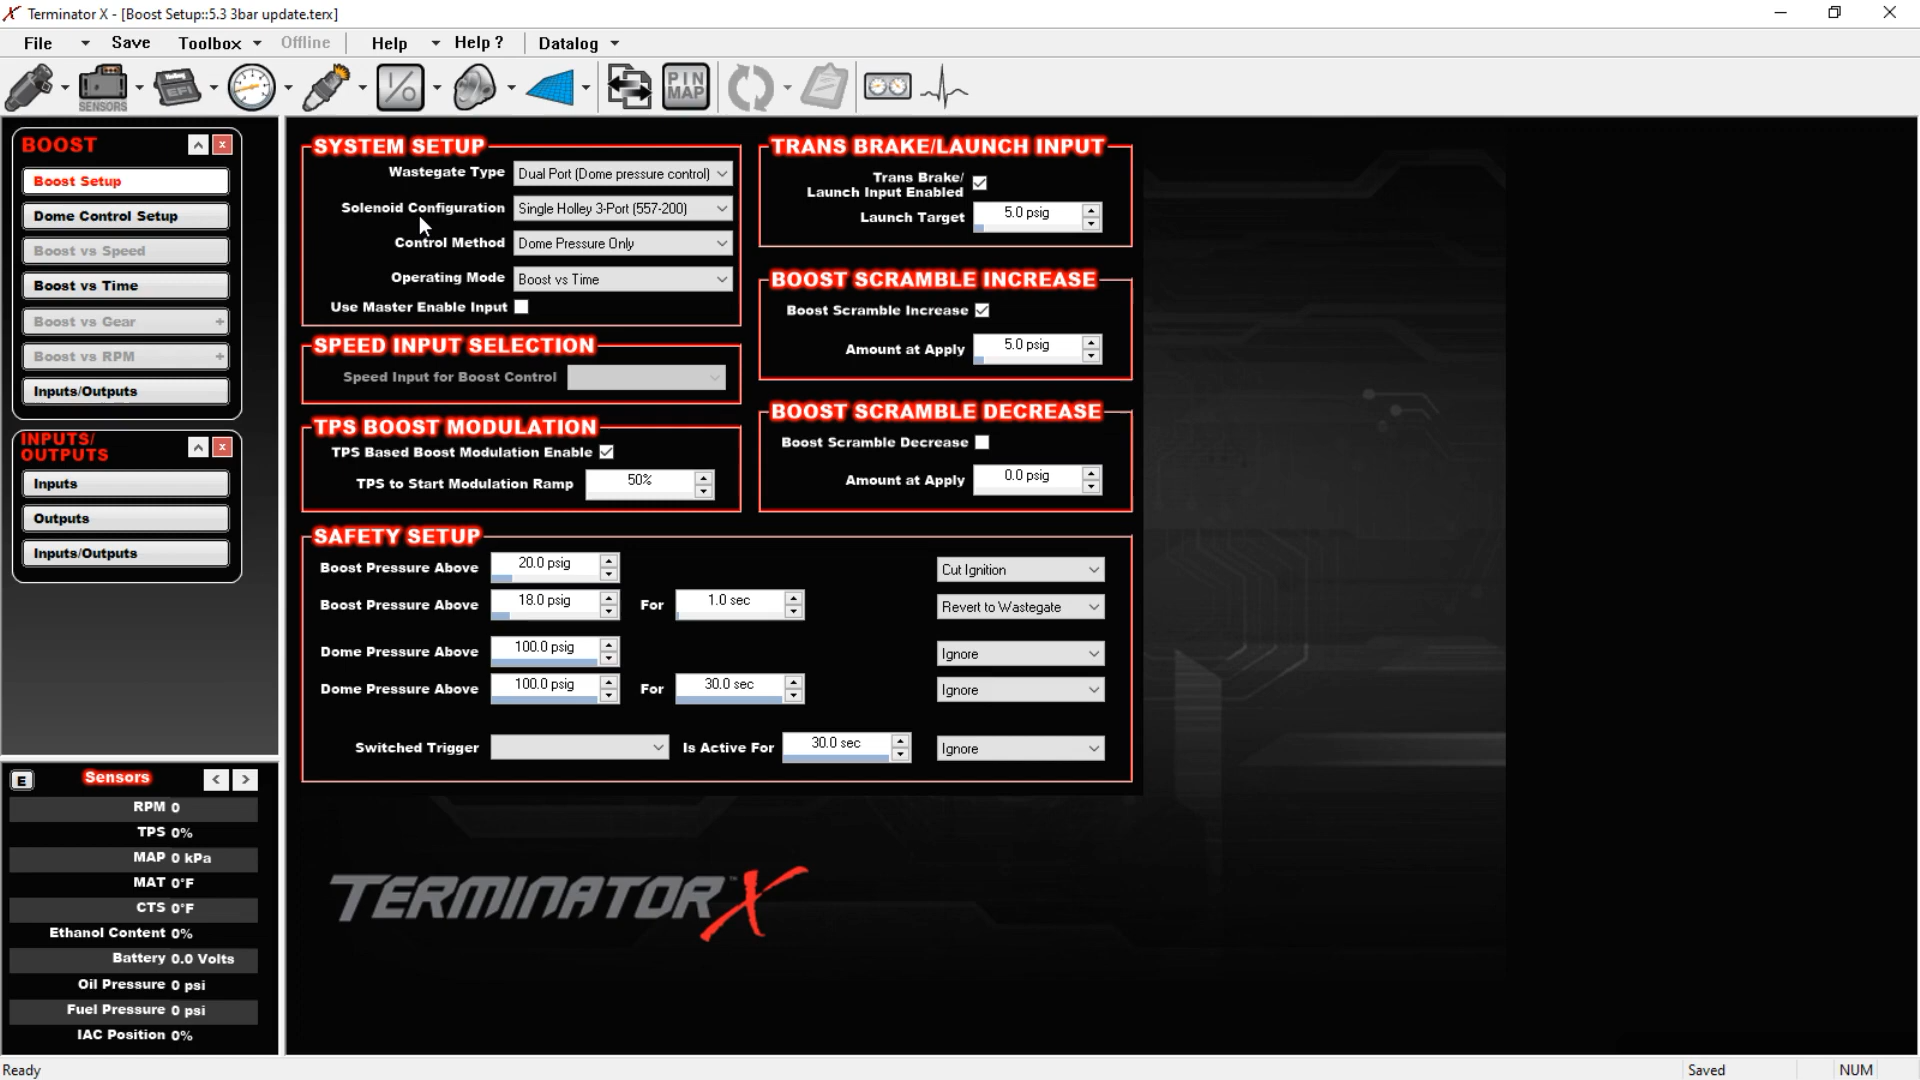 Terminator X - [Boost Setup::5.3 3bar update.terx]
File Save Toolbox Offline Help Help ? Datalog
SENSORS Holley EFI I/O PIN MAP
BOOST
Boost Setup
Dome Control Setup
Boost vs Speed
Boost vs Time
Boost vs Gear +
Boost vs RPM +
Inputs/Outputs
INPUTS/
OUTPUTS
Inputs
Outputs
Inputs/Outputs
E Sensors < >
RPM 0
TPS 0%
MAP 0 kPa
MAT 0°F
CTS 0°F
Ethanol Content 0%
Battery 0.0 Volts
Oil Pressure 0 psi
Fuel Pressure 0 psi
IAC Position 0%
SYSTEM SETUP
Wastegate Type Dual Port (Dome pressure control)
Solenoid Configuration Single Holley 3-Port (557-200)
Control Method Dome Pressure Only
Operating Mode Boost vs Time
Use Master Enable Input
SPEED INPUT SELECTION
Speed Input for Boost Control
TPS BOOST MODULATION
TPS Based Boost Modulation Enable
TPS to Start Modulation Ramp 50%
TRANS BRAKE/LAUNCH INPUT
Trans Brake/
Launch Input Enabled
Launch Target 5.0 psig
BOOST SCRAMBLE INCREASE
Boost Scramble Increase
Amount at Apply 5.0 psig
BOOST SCRAMBLE DECREASE
Boost Scramble Decrease
Amount at Apply 0.0 psig
SAFETY SETUP
Boost Pressure Above 20.0 psig Cut Ignition
Boost Pressure Above 18.0 psig For 1.0 sec Revert to Wastegate
Dome Pressure Above 100.0 psig Ignore
Dome Pressure Above 100.0 psig For 30.0 sec Ignore
Switched Trigger Is Active For 30.0 sec Ignore
TERMINATOR X™
Ready Saved NUM